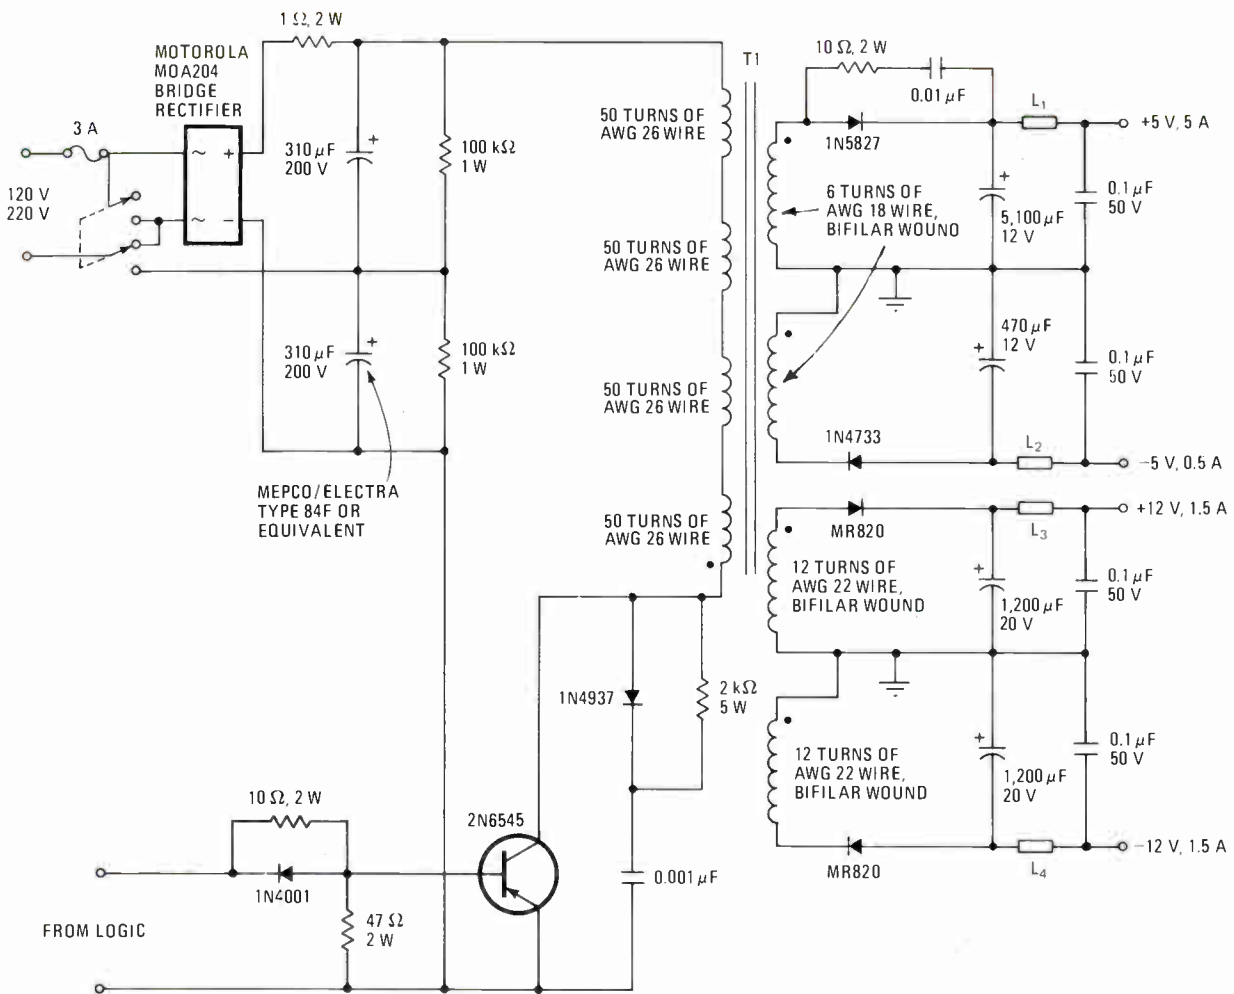 1 Ω, 2 W
MOTOROLA
MOA204
BRIDGE
RECTIFIER
3 A
120 V
220 V
~
+
~
−
310 µF
200 V
+
100 kΩ
1 W
310 µF
200 V
+
100 kΩ
1 W
MEPCO/ELECTRA
TYPE 84F OR
EQUIVALENT
50 TURNS OF
AWG 26 WIRE
50 TURNS OF
AWG 26 WIRE
50 TURNS OF
AWG 26 WIRE
50 TURNS OF
AWG 26 WIRE
T1
10 Ω, 2 W
0.01 µF
1N5827
L1
+5 V, 5 A
6 TURNS OF
AWG 18 WIRE,
BIFILAR WOUND
+
5,100 µF
12 V
0.1 µF
50 V
470 µF
12 V
+
0.1 µF
50 V
1N4733
L2
−5 V, 0.5 A
MR820
L3
+12 V, 1.5 A
12 TURNS OF
AWG 22 WIRE,
BIFILAR WOUND
+
1,200 µF
20 V
0.1 µF
50 V
12 TURNS OF
AWG 22 WIRE,
BIFILAR WOUND
+
1,200 µF
20 V
0.1 µF
50 V
MR820
L4
−12 V, 1.5 A
1N4937
2 kΩ
5 W
0.001 µF
2N6545
10 Ω, 2 W
1N4001
47 Ω
2 W
FROM LOGIC